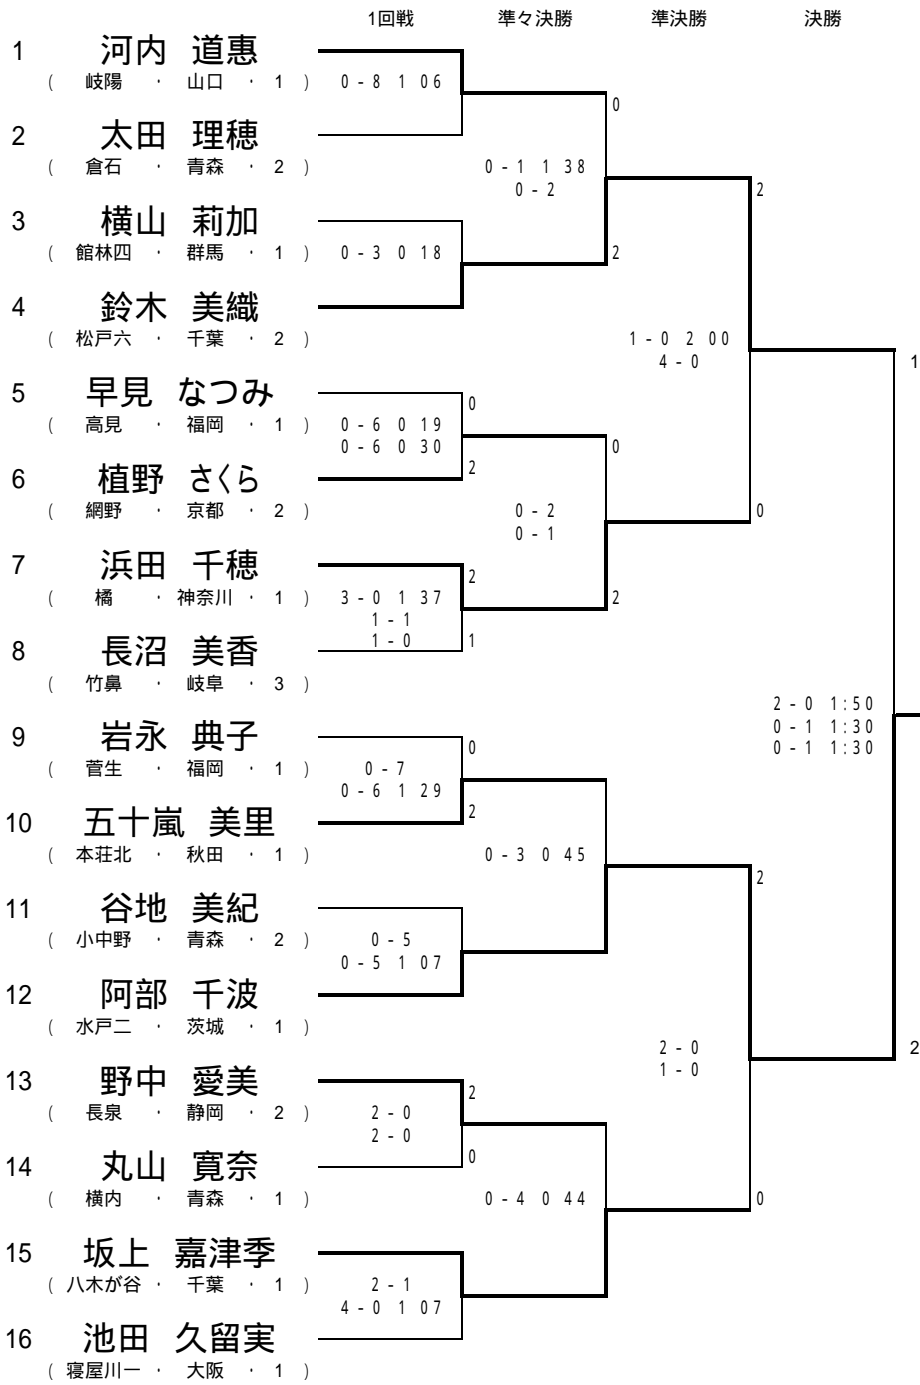 1回戦 準々決勝 準決勝 決勝
1 河内 道惠
( 岐陽 ・ 山口 ・ 1 )
0 - 8 1 06
2 太田 理穂
( 倉石 ・ 青森 ・ 2 )
0
0 - 1 1 38
0 - 2
2
3 横山 莉加
( 館林四 ・ 群馬 ・ 1 )
0 - 3 0 18
2
4 鈴木 美織
( 松戸六 ・ 千葉 ・ 2 )
1 - 0 2 00
4 - 0
1
5 早見 なつみ
( 高見 ・ 福岡 ・ 1 )
0
0 - 6 0 19
0 - 6 0 30
2
0
6 植野 さくら
( 網野 ・ 京都 ・ 2 )
0 - 2
0 - 1
0
7 浜田 千穂
( 橘 ・ 神奈川 ・ 1 )
2
3 - 0 1 37
1 - 1
1 - 0
1
2
8 長沼 美香
( 竹鼻 ・ 岐阜 ・ 3 )
2 - 0 1:50
0 - 1 1:30
0 - 1 1:30
9 岩永 典子
( 菅生 ・ 福岡 ・ 1 )
0
0 - 7
0 - 6 1 29
2
10 五十嵐 美里
( 本荘北 ・ 秋田 ・ 1 )
0 - 3 0 45
2
11 谷地 美紀
( 小中野 ・ 青森 ・ 2 )
0 - 5
0 - 5 1 07
12 阿部 千波
( 水戸二 ・ 茨城 ・ 1 )
2 - 0
1 - 0
2
13 野中 愛美
( 長泉 ・ 静岡 ・ 2 )
2
2 - 0
2 - 0
0
14 丸山 寛奈
( 横内 ・ 青森 ・ 1 )
0 - 4 0 44
0
15 坂上 嘉津季
( 八木が谷 ・ 千葉 ・ 1 )
2 - 1
4 - 0 1 07
16 池田 久留実
( 寝屋川一 ・ 大阪 ・ 1 )